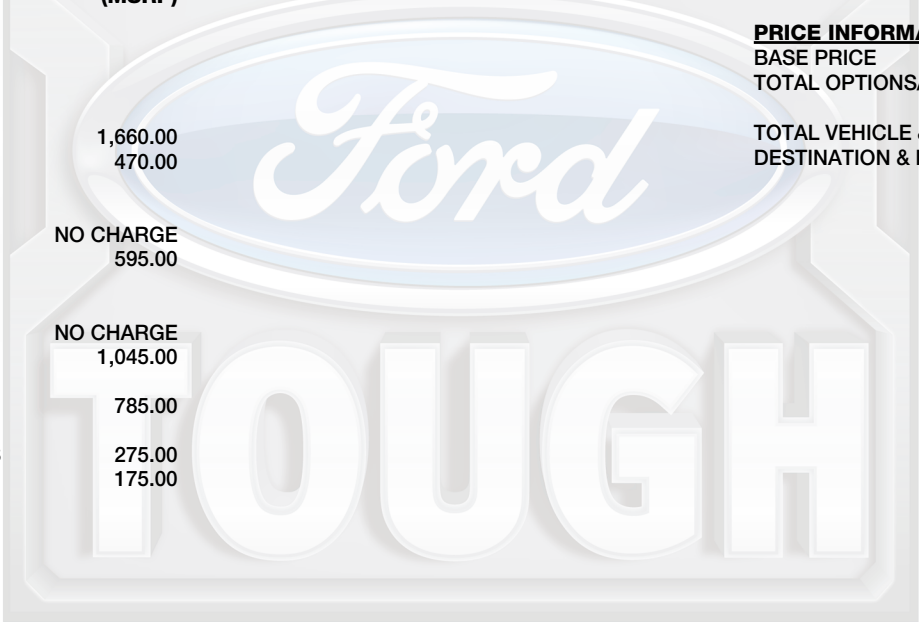 PRICE INFORMA
BASE PRICE
TOTAL OPTIONS
1,660.00
470.00
TOTAL VEHICLE &
DESTINATION &
NO CHARGE
595.00
NO CHARGE
1,045.00
785.00
275.00
175.00
Ford
TOUGH